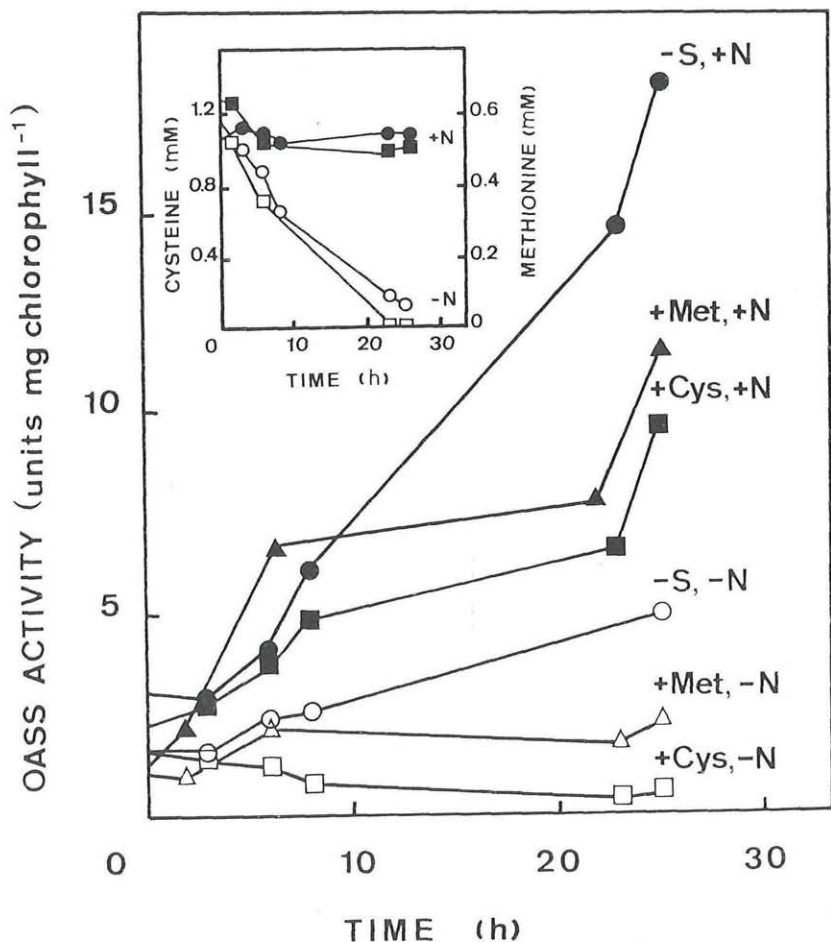 OASS ACTIVITY (units mg chlorophyll⁻¹)
15
10
5
0
10
20
30
TIME (h)
-S, +N
+Met, +N
+Cys, +N
-S, -N
+Met, -N
+Cys, -N
CYSTEINE (mM)
1.2
0.8
0.4
METHIONINE (mM)
0.6
0.4
0.2
0
+N
-N
0
10
20
30
TIME (h)